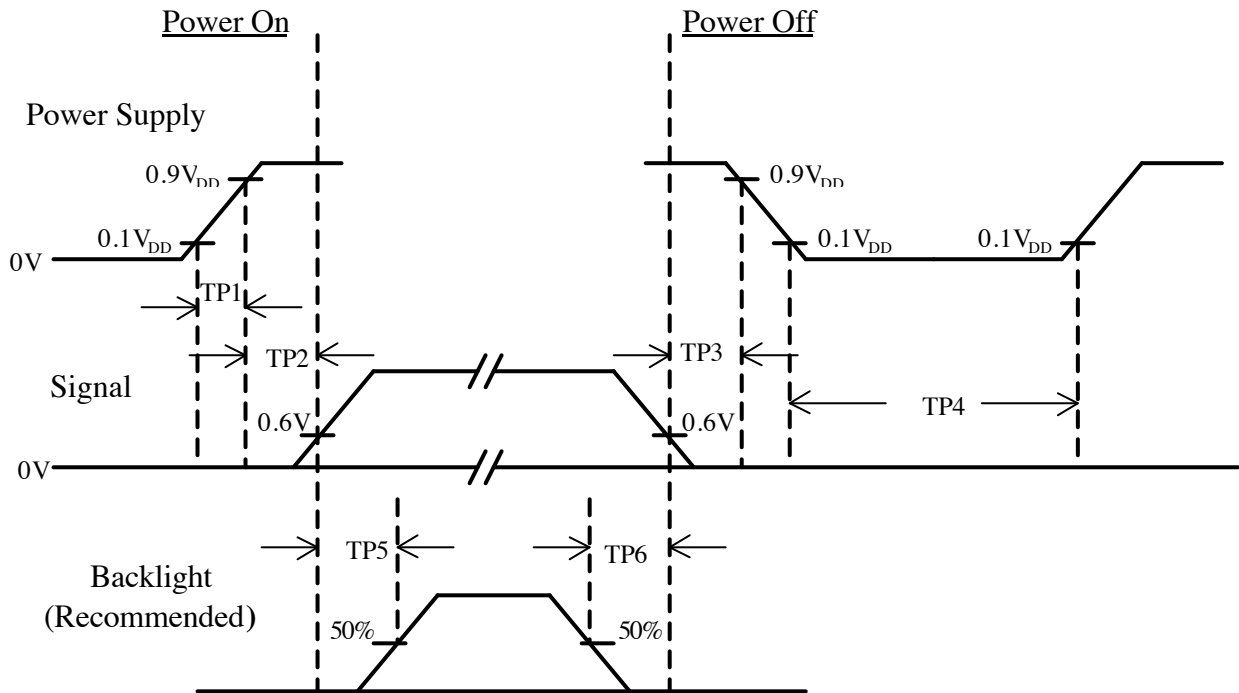 Power On
Power Off
Power Supply
0.9VDD
0.9VDD
0.1VDD
0.1VDD
0.1VDD
0V
TP1
TP2
TP3
Signal
TP4
0.6V
0.6V
0V
TP5
TP6
Backlight
(Recommended)
50%
50%